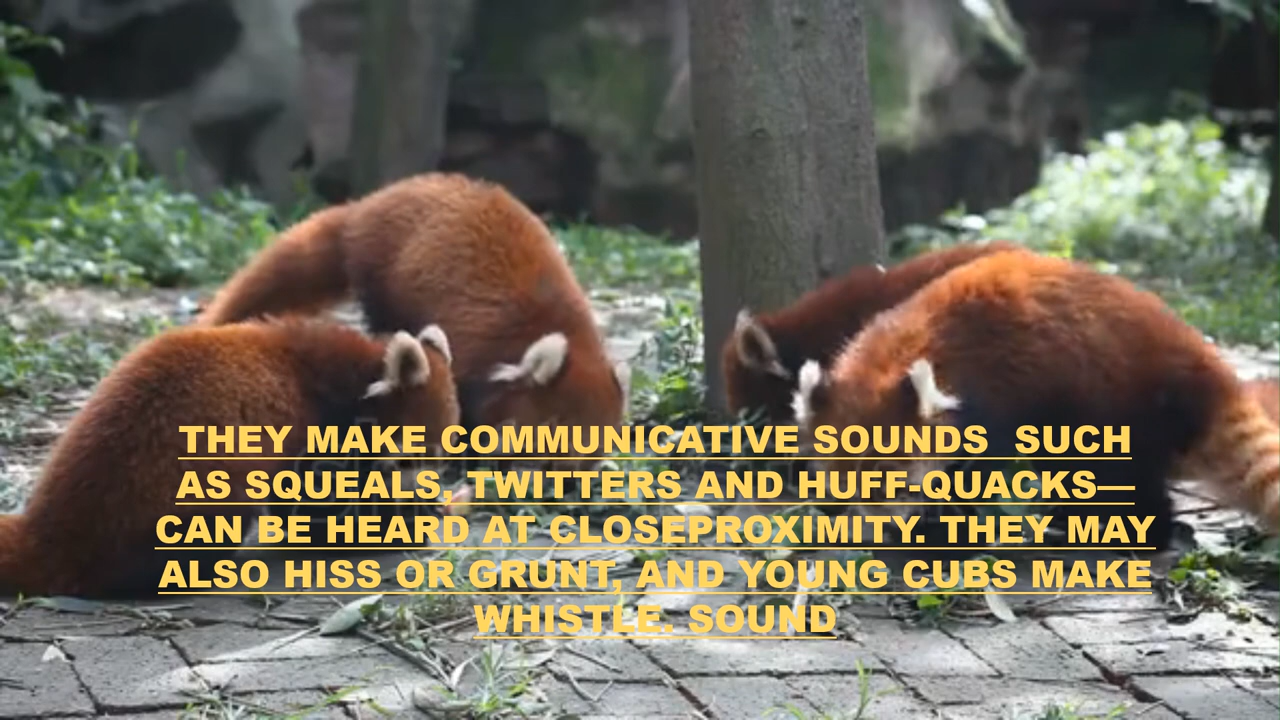 THEY MAKE COMMUNICATIVE SOUNDS  SUCH
AS SQUEALS, TWITTERS AND HUFF-QUACKS—
CAN BE HEARD AT CLOSEPROXIMITY. THEY MAY
ALSO HISS OR GRUNT, AND YOUNG CUBS MAKE
WHISTLE. SOUND